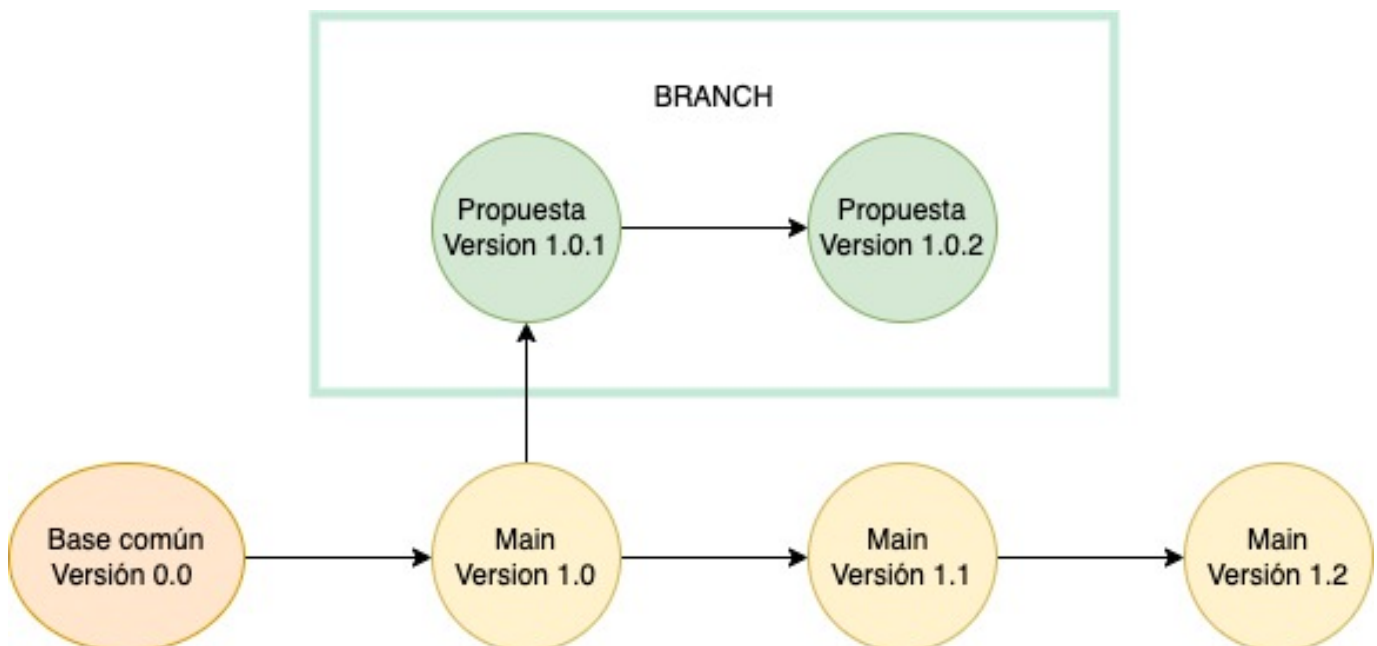 BRANCH
Propuesta
Version 1.0.1
Propuesta
Version 1.0.2
Base común
Versión 0.0
Main
Version 1.0
Main
Versión 1.1
Main
Versión 1.2